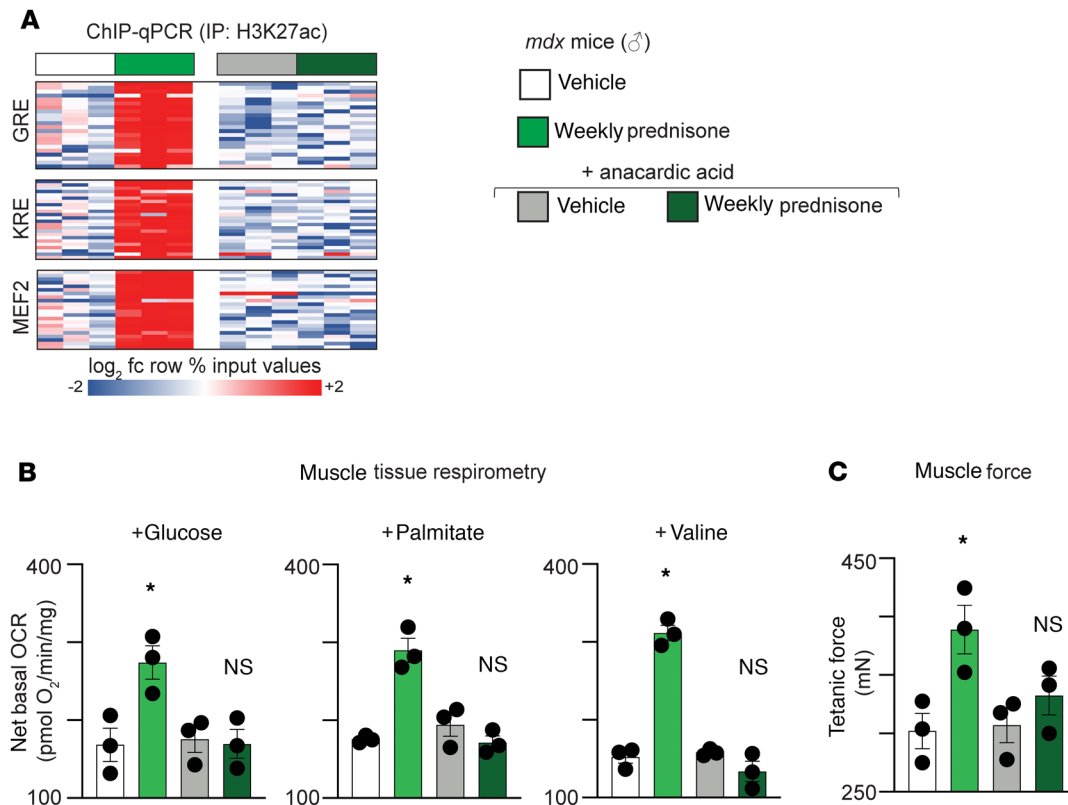 A
ChIP-qPCR (IP: H3K27ac)
GRE
KRE
MEF2
log2 fc row % input values
-2
+2
mdx mice (♂)
Vehicle
Weekly prednisone
+ anacardic acid
Vehicle
Weekly prednisone
B
Muscle tissue respirometry
+Glucose
+Palmitate
+Valine
Net basal OCR
(pmol O2/min/mg)
400
100
*
NS
400
100
*
NS
400
100
*
NS
C
Muscle force
Tetanic force
(mN)
450
250
*
NS